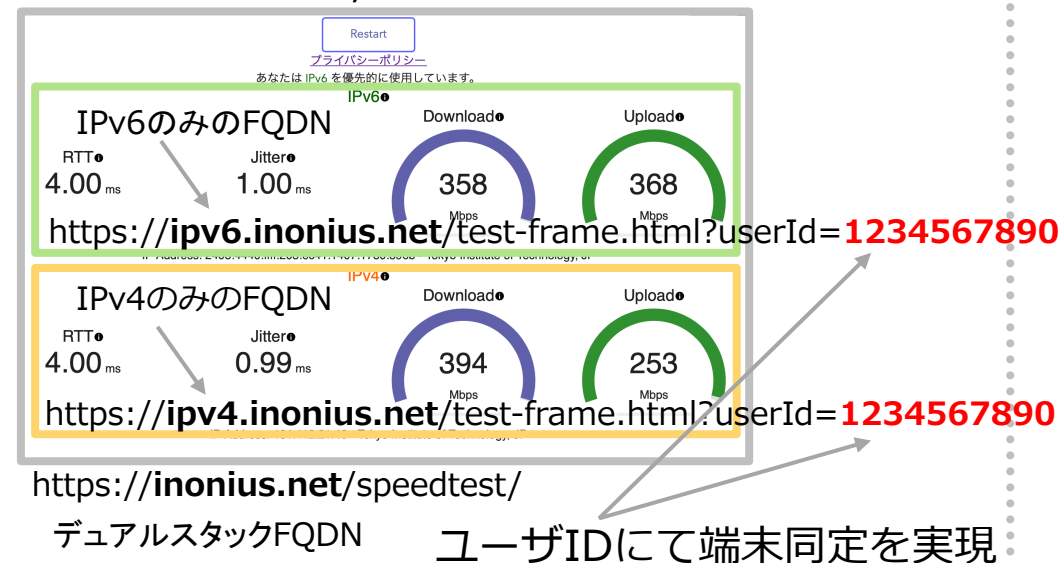 Restart
プライバシーポリシー
あなたは IPv6 を優先的に使用しています。
IPv6
IPv6のみのFQDN
Download
Upload
RTT
Jitter
4.00 ms
1.00 ms
358
368
Mbps
Mbps
https://ipv6.inonius.net/test-frame.html?userId=1234567890
IPv4
IPv4のみのFQDN
Download
Upload
RTT
Jitter
4.00 ms
0.99 ms
394
253
Mbps
Mbps
https://ipv4.inonius.net/test-frame.html?userId=1234567890
https://inonius.net/speedtest/
デュアルスタックFQDN
ユーザIDにて端末同定を実現